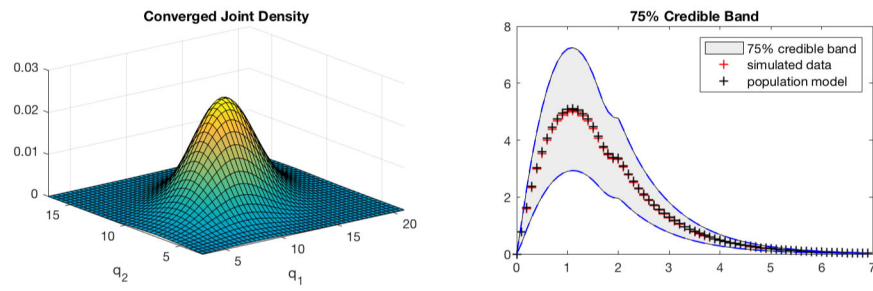 Converged Joint Density
0.03
0.02
0.01
0
15
10
5
q2
5
10
15
20
q1
75% Credible Band
8
6
4
2
0
75% credible band
simulated data
population model
0 1 2 3 4 5 6 7